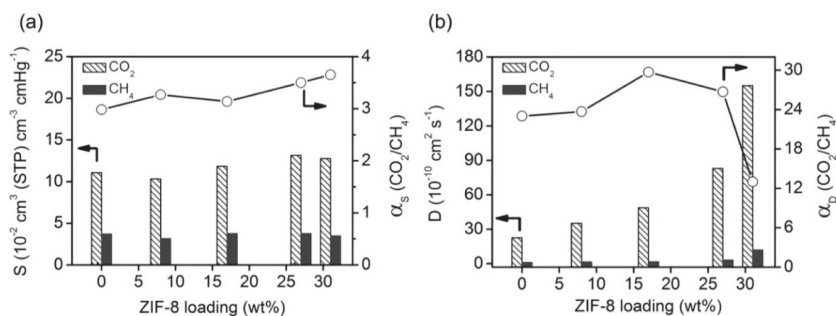 (a)
25
20
15
10
5
0
S (10⁻² cm³ (STP) cm⁻³ cmHg⁻¹)
CO₂
CH₄
4
3
2
1
0
α_S (CO₂/CH₄)
0 5 10 15 20 25 30
ZIF-8 loading (wt%)
(b)
180
150
120
90
60
30
0
D (10⁻¹⁰ cm² s⁻¹)
CO₂
CH₄
30
24
18
12
6
0
α_D (CO₂/CH₄)
0 5 10 15 20 25 30
ZIF-8 loading (wt%)